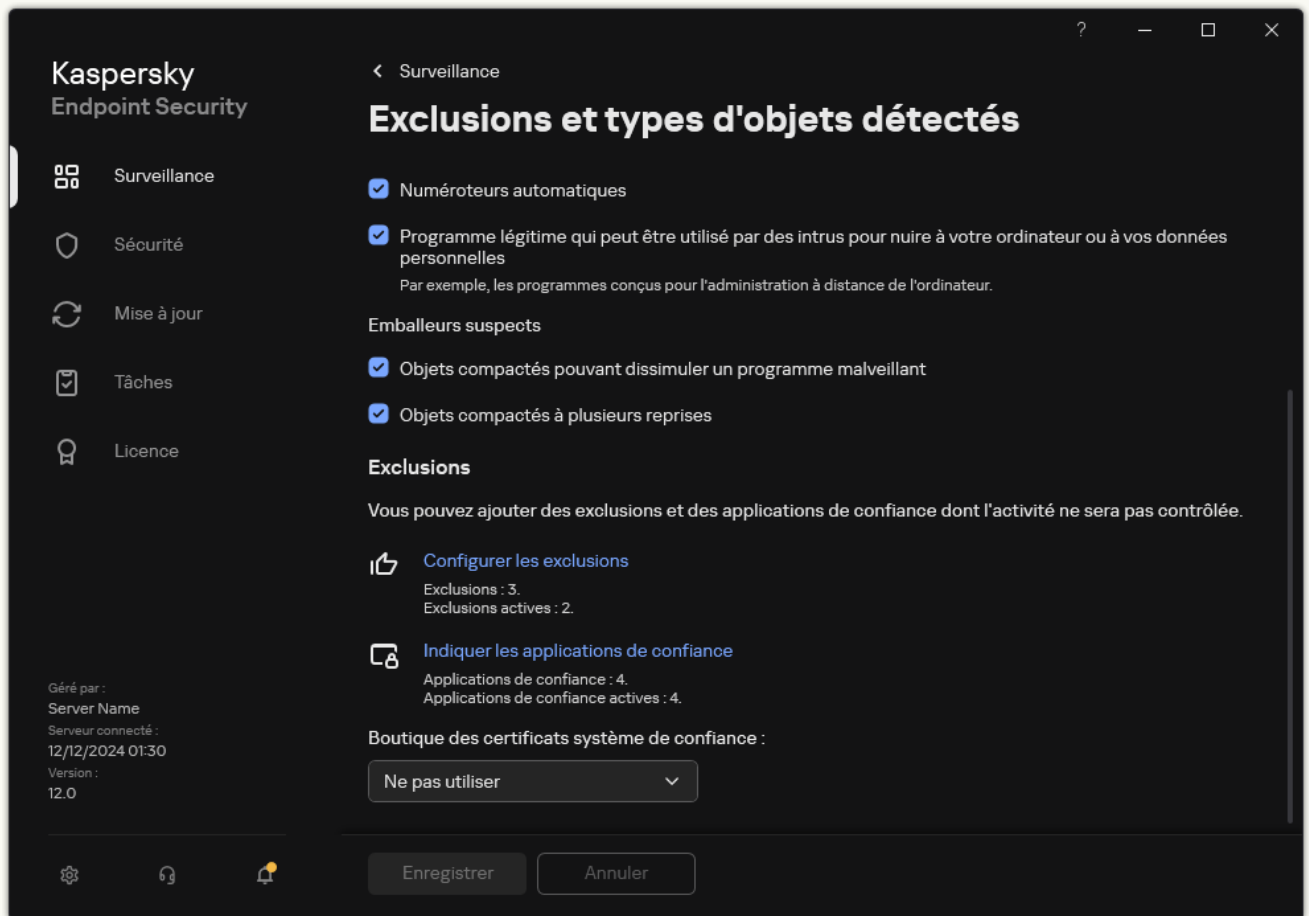 ?
Kaspersky
Endpoint Security
Surveillance
Sécurité
Mise à jour
Tâches
Licence
Géré par :
Server Name
Serveur connecté :
12/12/2024 01:30
Version :
12.0
Surveillance
Exclusions et types d'objets détectés
Numéroteurs automatiques
Programme légitime qui peut être utilisé par des intrus pour nuire à votre ordinateur ou à vos données
personnelles
Par exemple, les programmes conçus pour l'administration à distance de l'ordinateur.
Emballeurs suspects
Objets compactés pouvant dissimuler un programme malveillant
Objets compactés à plusieurs reprises
Exclusions
Vous pouvez ajouter des exclusions et des applications de confiance dont l'activité ne sera pas contrôlée.
Configurer les exclusions
Exclusions : 3.
Exclusions actives : 2.
Indiquer les applications de confiance
Applications de confiance : 4.
Applications de confiance actives : 4.
Boutique des certificats système de confiance :
Ne pas utiliser
Enregistrer
Annuler